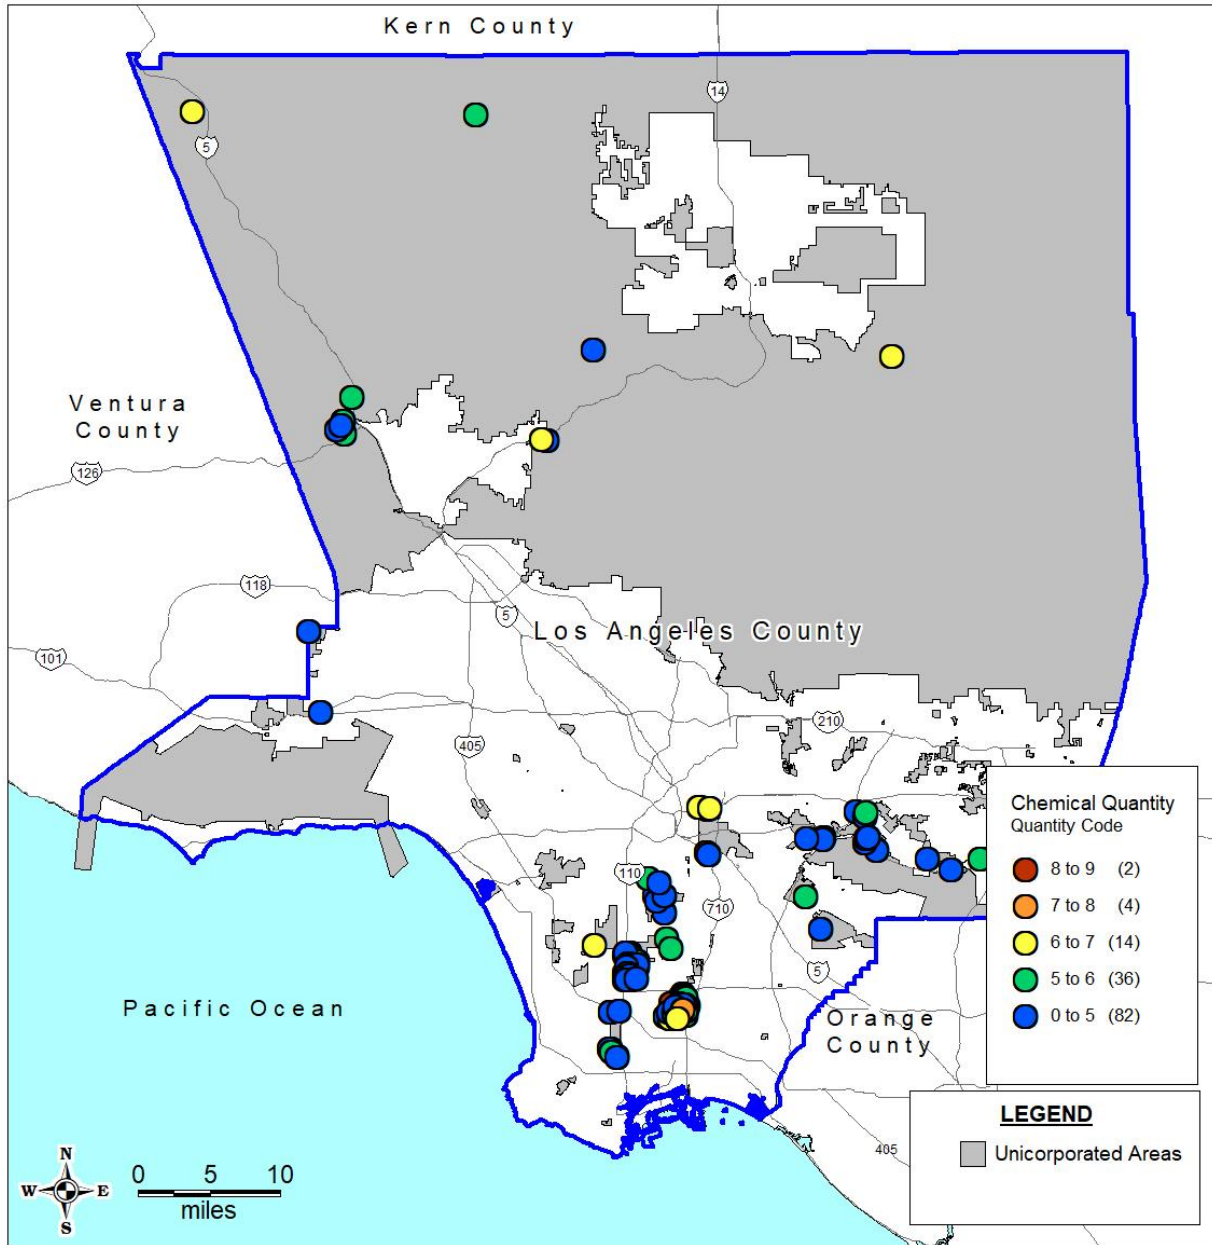 Kern County
14
5
Ventura
County
126
118
5
Los Angeles County
101
210
405
Chemical Quantity
Quantity Code
8 to 9 (2)
7 to 8 (4)
6 to 7 (14)
5 to 6 (36)
0 to 5 (82)
110
710
5
Pacific Ocean
Orange
County
LEGEND
Unicorporated Areas
405
N
W E
S
0 5 10
miles